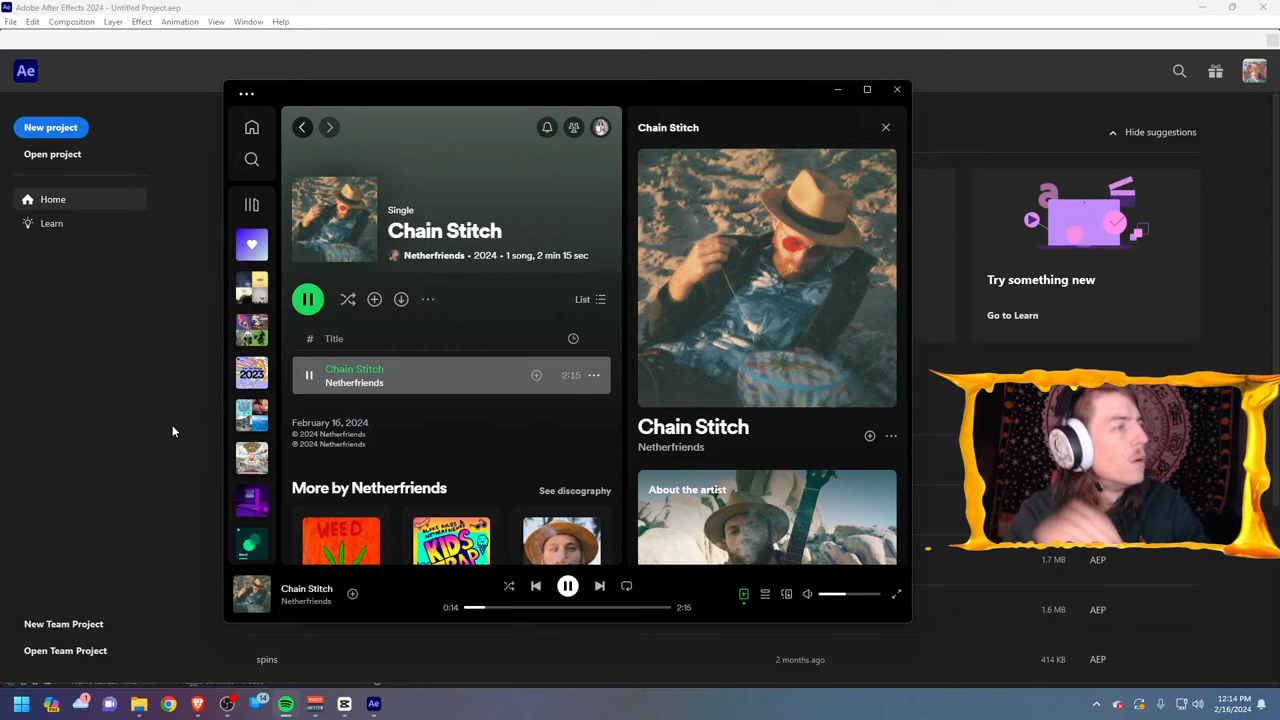 Adobe After Effects 2024 - Untitled Project.aep
File Edit Composition Layer Effect Animation View Window Help
Ae
New project
Open project
Home
Learn
New Team Project
Open Team Project
Single
Chain Stitch
Netherfriends • 2024 • 1 song, 2 min 15 sec
List
# Title
Chain Stitch
Netherfriends
2:15
February 16, 2024
© 2024 Netherfriends
℗ 2024 Netherfriends
More by Netherfriends
See discography
WEED
KIDS
TRAP
Chain Stitch
Chain Stitch
Netherfriends
About the artist
Chain Stitch
Netherfriends
0:14
2:15
Hide suggestions
Try something new
Go to Learn
1.7 MB AEP
1.6 MB AEP
spins 2 months ago 414 KB AEP
12:14 PM
2/16/2024